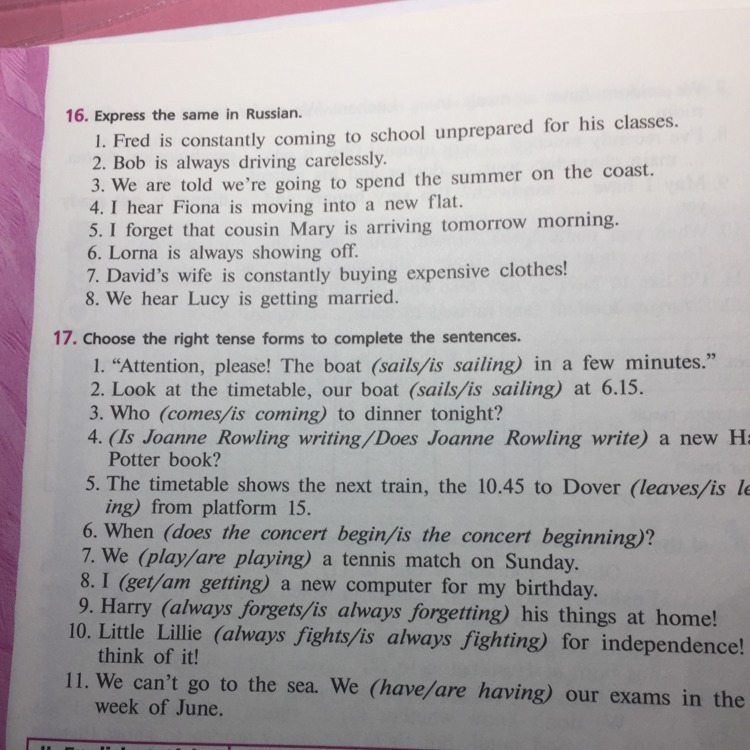 16. Express the same in Russian.
1. Fred is constantly coming to school unprepared for his classes.
2. Bob is always driving carelessly.
3. We are told we're going to spend the summer on the coast.
4. I hear Fiona is moving into a new flat.
5. I forget that cousin Mary is arriving tomorrow morning.
6. Lorna is always showing off.
7. David's wife is constantly buying expensive clothes!
8. We hear Lucy is getting married.
17. Choose the right tense forms to complete the sentences.
1. “Attention, please! The boat (sails/is sailing) in a few minutes.”
2. Look at the timetable, our boat (sails/is sailing) at 6.15.
3. Who (comes/is coming) to dinner tonight?
4. (Is Joanne Rowling writing/Does Joanne Rowling write) a new
Potter book?
5. The timetable shows the next train, the 10.45 to Dover (leaves/is
ing) from platform 15.
6. When (does the concert begin/is the concert beginning)?
7. We (play/are playing) a tennis match on Sunday.
8. I (get/am getting) a new computer for my birthday.
9. Harry (always forgets/is always forgetting) his things at home!
10. Little Lillie (always fights/is always fighting) for independence!
think of it!
11. We can't go to the sea. We (have/are having) our exams in the
week of June.